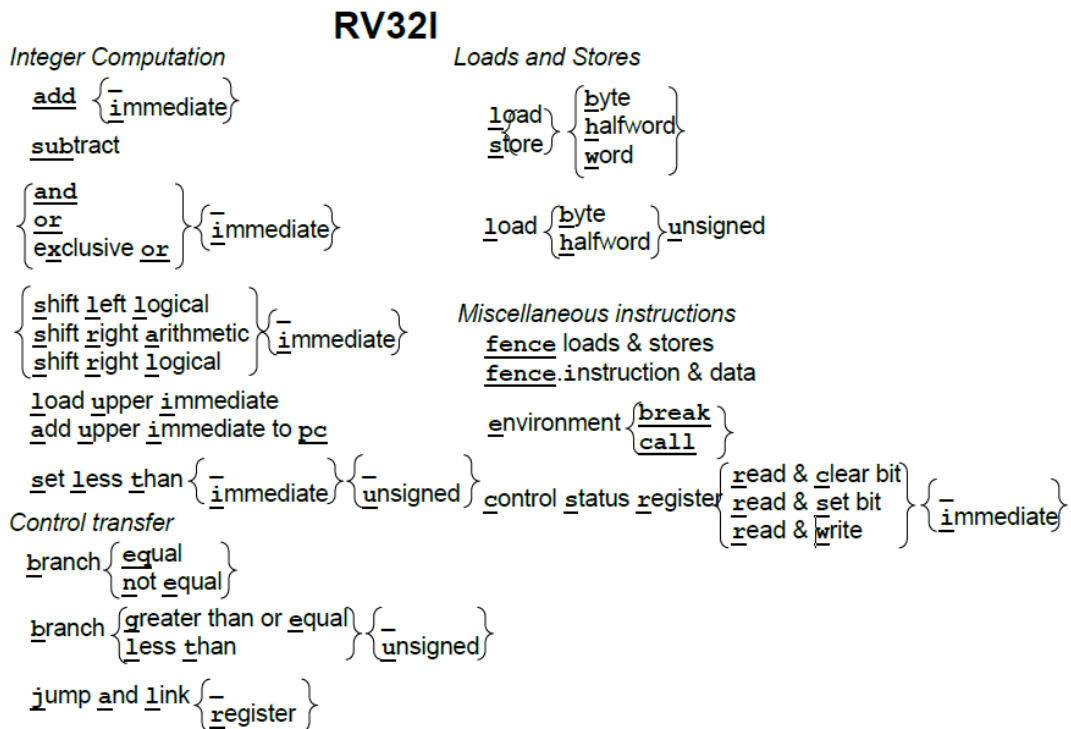 RV32I
Integer Computation
add { _ immediate }
subtract
and
or
exclusive or
{ _ immediate }
shift left logical
shift right arithmetic
shift right logical
{ _ immediate }
load upper immediate
add upper immediate to pc
set less than { _ immediate } { _ unsigned }
Control transfer
branch { equal
not equal }
branch { greater than or equal
less than } { _ unsigned }
jump and link { _ register }
Loads and Stores
load
store
byte
halfword
word
load { byte
halfword } unsigned
Miscellaneous instructions
fence loads & stores
fence.instruction & data
environment { break
call }
control status register { read & clear bit
read & set bit
read & write } { _ immediate }